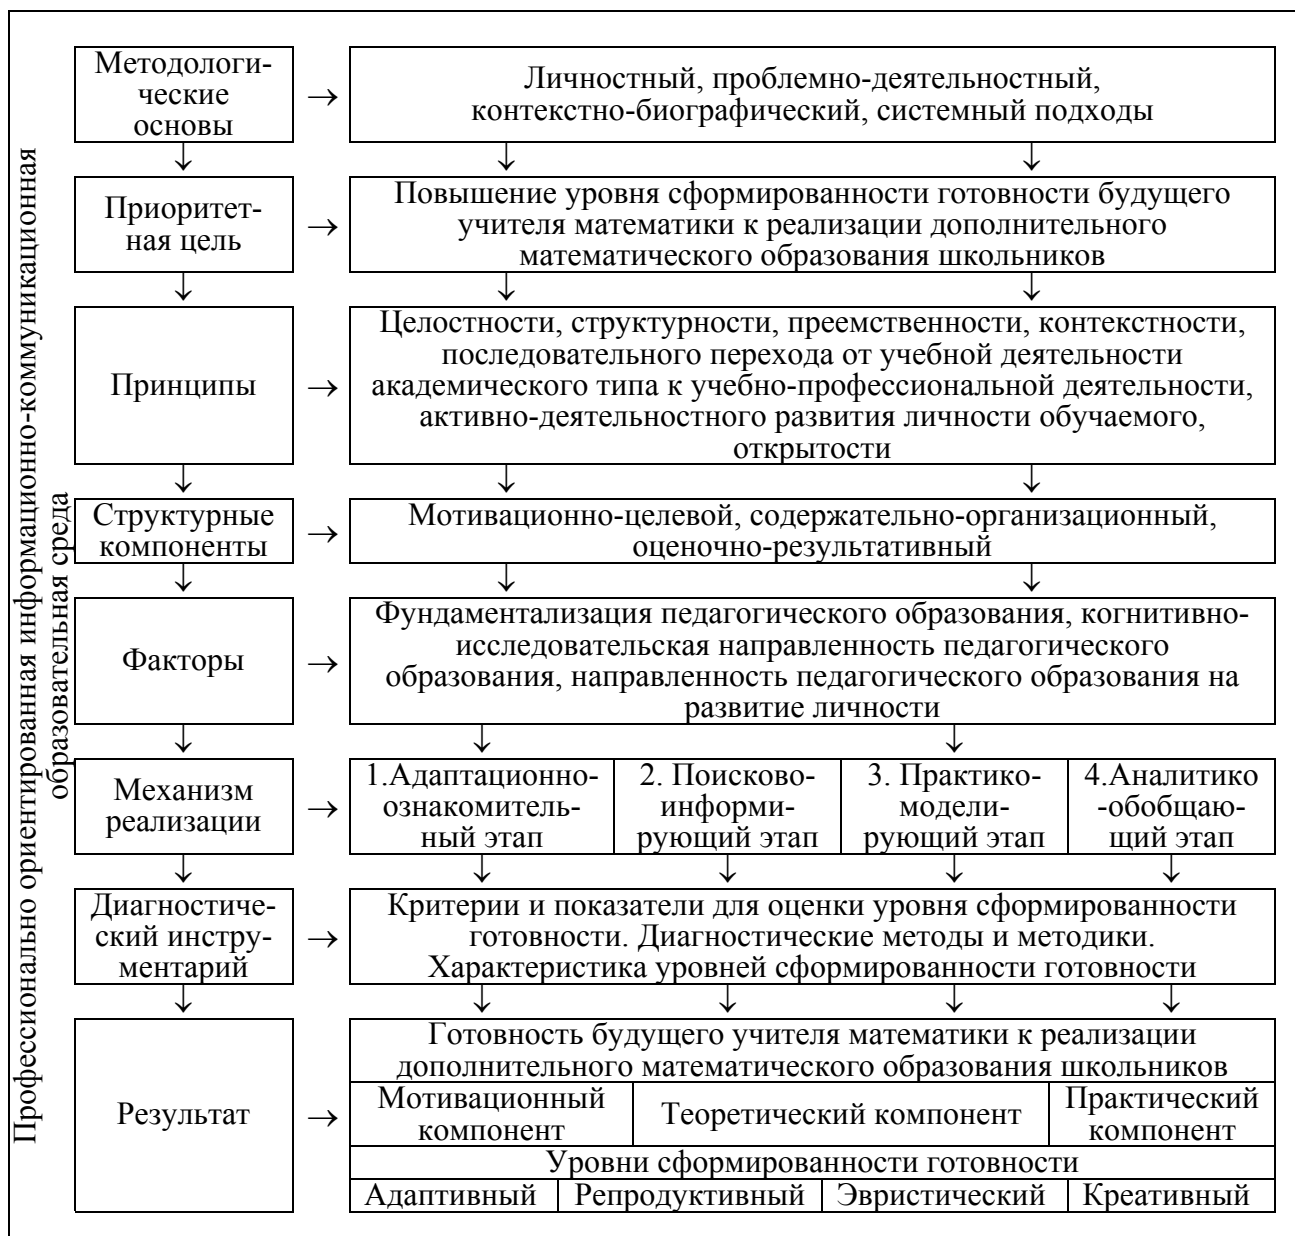 Профессионально ориентированная информационно-коммуникационная
образовательная среда
Методологи-
ческие
основы
→
Личностный, проблемно-деятельностный,
контекстно-биографический, системный подходы
↓ ↓ ↓
Приоритет-
ная цель
→
Повышение уровня сформированности готовности будущего
учителя математики к реализации дополнительного
математического образования школьников
↓ ↓ ↓
Принципы
→
Целостности, структурности, преемственности, контекстности,
последовательного перехода от учебной деятельности
академического типа к учебно-профессиональной деятельности,
активно-деятельностного развития личности обучаемого,
открытости
↓ ↓ ↓
Структурные
компоненты
→
Мотивационно-целевой, содержательно-организационный,
оценочно-результативный
↓ ↓ ↓
Факторы
→
Фундаментализация педагогического образования, когнитивно-
исследовательская направленность педагогического
образования, направленность педагогического образования на
развитие личности
↓ ↓ ↓
Механизм
реализации
→
1.Адаптационно-
ознакомитель-
ный этап
2. Поисково-
информи-
рующий этап
3. Практико-
модели-
рующий этап
4.Аналитико
-обобщаю-
щий этап
↓ ↓ ↓ ↓ ↓
Диагностиче-
ский инстру-
ментарий
→
Критерии и показатели для оценки уровня сформированности
готовности. Диагностические методы и методики.
Характеристика уровней сформированности готовности
↓ ↓ ↓ ↓ ↓
Результат
→
Готовность будущего учителя математики к реализации
дополнительного математического образования школьников
Мотивационный
компонент
Теоретический компонент
Практический
компонент
Уровни сформированности готовности
Адаптивный
Репродуктивный
Эвристический
Креативный